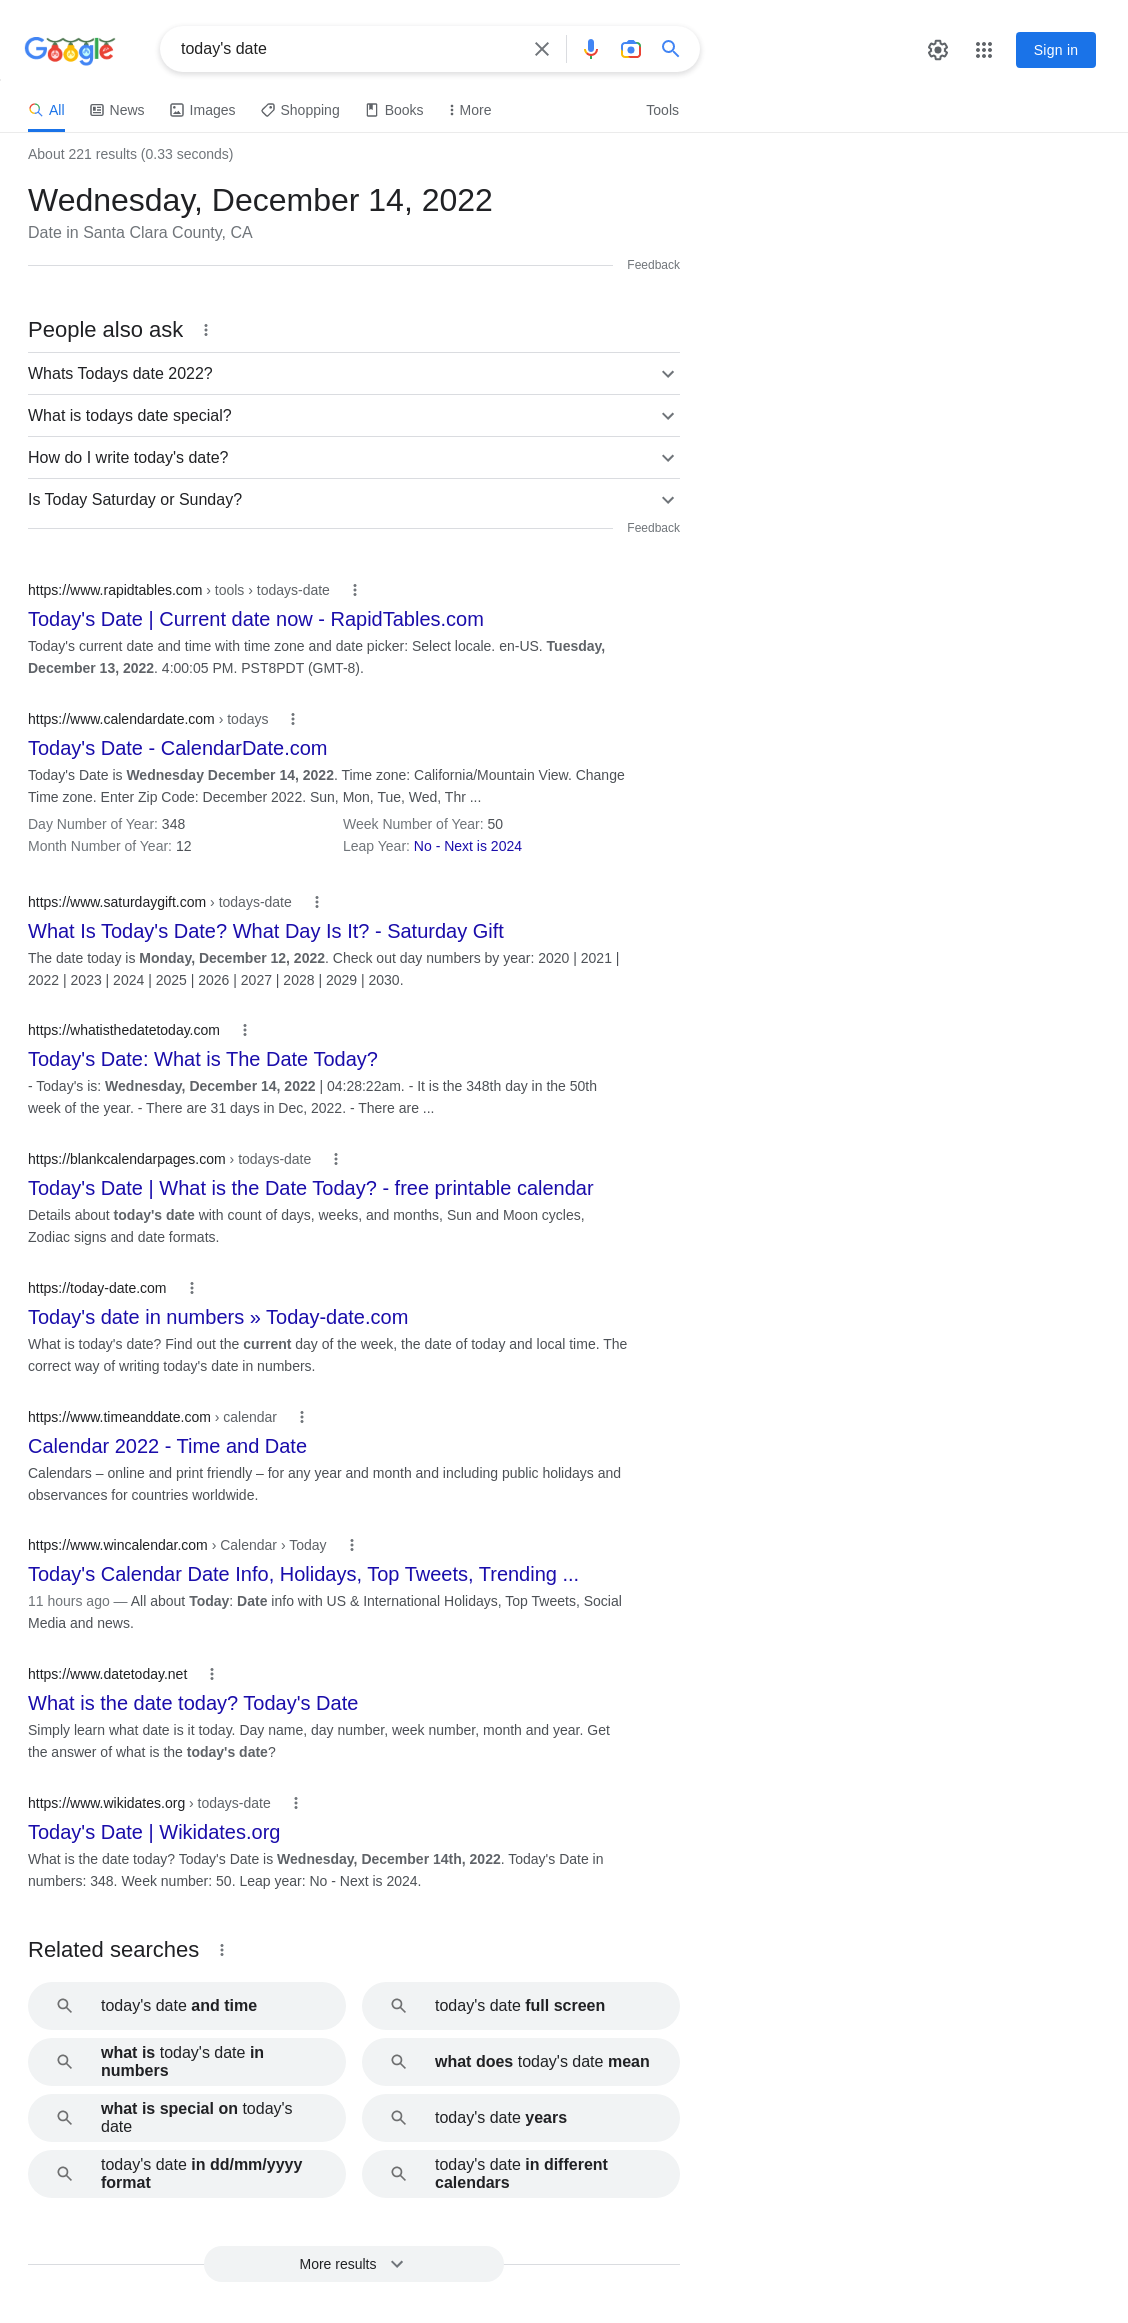 Google
today's date
Sign in
All
News
Images
Shopping
Books
More
Tools
About 221 results (0.33 seconds)
Wednesday, December 14, 2022
Date in Santa Clara County, CA
Feedback
People also ask
Whats Todays date 2022?
What is todays date special?
How do I write today's date?
Is Today Saturday or Sunday?
Feedback
https://www.rapidtables.com › tools › todays-date
Today's Date | Current date now - RapidTables.com
Today's current date and time with time zone and date picker: Select locale. en-US. Tuesday,
December 13, 2022. 4:00:05 PM. PST8PDT (GMT-8).
https://www.calendardate.com › todays
Today's Date - CalendarDate.com
Today's Date is Wednesday December 14, 2022. Time zone: California/Mountain View. Change
Time zone. Enter Zip Code: December 2022. Sun, Mon, Tue, Wed, Thr ...
Day Number of Year: 348
Week Number of Year: 50
Month Number of Year: 12
Leap Year: No - Next is 2024
https://www.saturdaygift.com › todays-date
What Is Today's Date? What Day Is It? - Saturday Gift
The date today is Monday, December 12, 2022. Check out day numbers by year: 2020 | 2021 |
2022 | 2023 | 2024 | 2025 | 2026 | 2027 | 2028 | 2029 | 2030.
https://whatisthedatetoday.com
Today's Date: What is The Date Today?
- Today's is: Wednesday, December 14, 2022 | 04:28:22am. - It is the 348th day in the 50th
week of the year. - There are 31 days in Dec, 2022. - There are ...
https://blankcalendarpages.com › todays-date
Today's Date | What is the Date Today? - free printable calendar
Details about today's date with count of days, weeks, and months, Sun and Moon cycles,
Zodiac signs and date formats.
https://today-date.com
Today's date in numbers » Today-date.com
What is today's date? Find out the current day of the week, the date of today and local time. The
correct way of writing today's date in numbers.
https://www.timeanddate.com › calendar
Calendar 2022 - Time and Date
Calendars – online and print friendly – for any year and month and including public holidays and
observances for countries worldwide.
https://www.wincalendar.com › Calendar › Today
Today's Calendar Date Info, Holidays, Top Tweets, Trending ...
11 hours ago — All about Today: Date info with US & International Holidays, Top Tweets, Social
Media and news.
https://www.datetoday.net
What is the date today? Today's Date
Simply learn what date is it today. Day name, day number, week number, month and year. Get
the answer of what is the today's date?
https://www.wikidates.org › todays-date
Today's Date | Wikidates.org
What is the date today? Today's Date is Wednesday, December 14th, 2022. Today's Date in
numbers: 348. Week number: 50. Leap year: No - Next is 2024.
Related searches
today's date and time
today's date full screen
what is today's date in
numbers
what does today's date mean
what is special on today's
date
today's date years
today's date in dd/mm/yyyy
format
today's date in different
calendars
More results